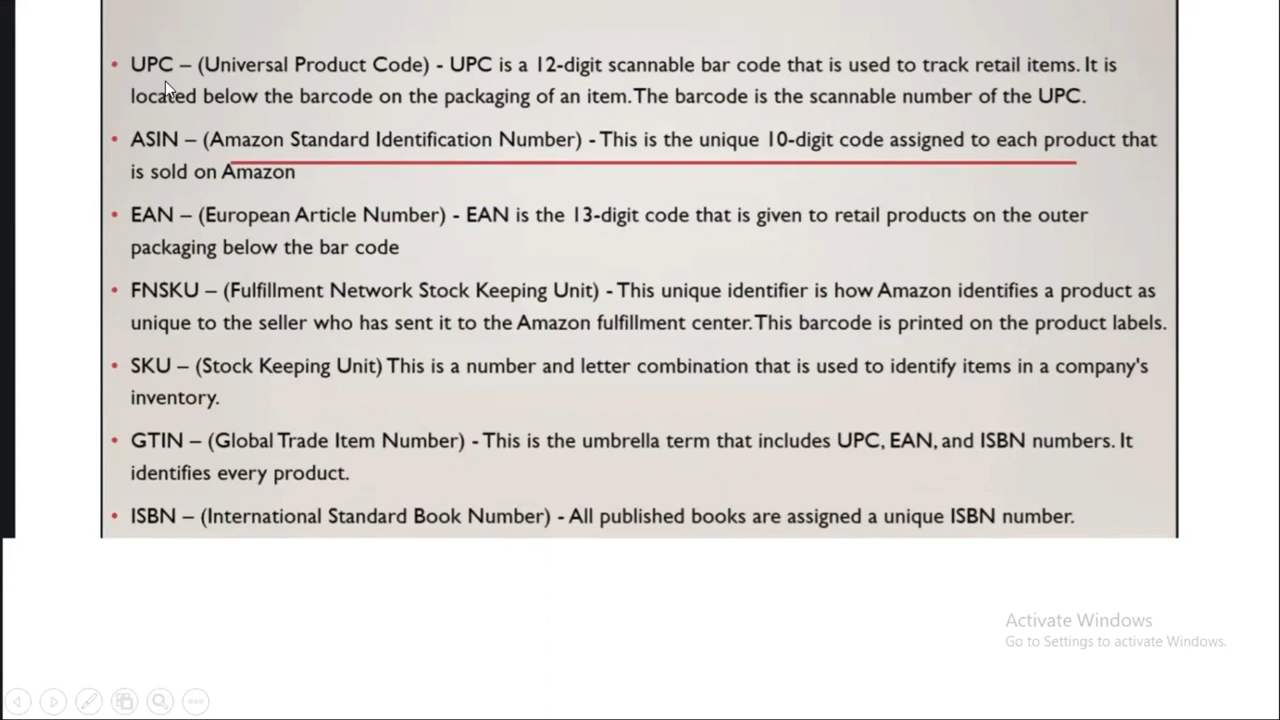 • UPC – (Universal Product Code) - UPC is a 12-digit scannable bar code that is used to track retail items. It is
located below the barcode on the packaging of an item. The barcode is the scannable number of the UPC.
• ASIN – (Amazon Standard Identification Number) - This is the unique 10-digit code assigned to each product that
is sold on Amazon
• EAN – (European Article Number) - EAN is the 13-digit code that is given to retail products on the outer
packaging below the bar code
• FNSKU – (Fulfillment Network Stock Keeping Unit) - This unique identifier is how Amazon identifies a product as
unique to the seller who has sent it to the Amazon fulfillment center. This barcode is printed on the product labels.
• SKU – (Stock Keeping Unit) This is a number and letter combination that is used to identify items in a company's
inventory.
• GTIN – (Global Trade Item Number) - This is the umbrella term that includes UPC, EAN, and ISBN numbers. It
identifies every product.
• ISBN – (International Standard Book Number) - All published books are assigned a unique ISBN number.
Activate Windows
Go to Settings to activate Windows.